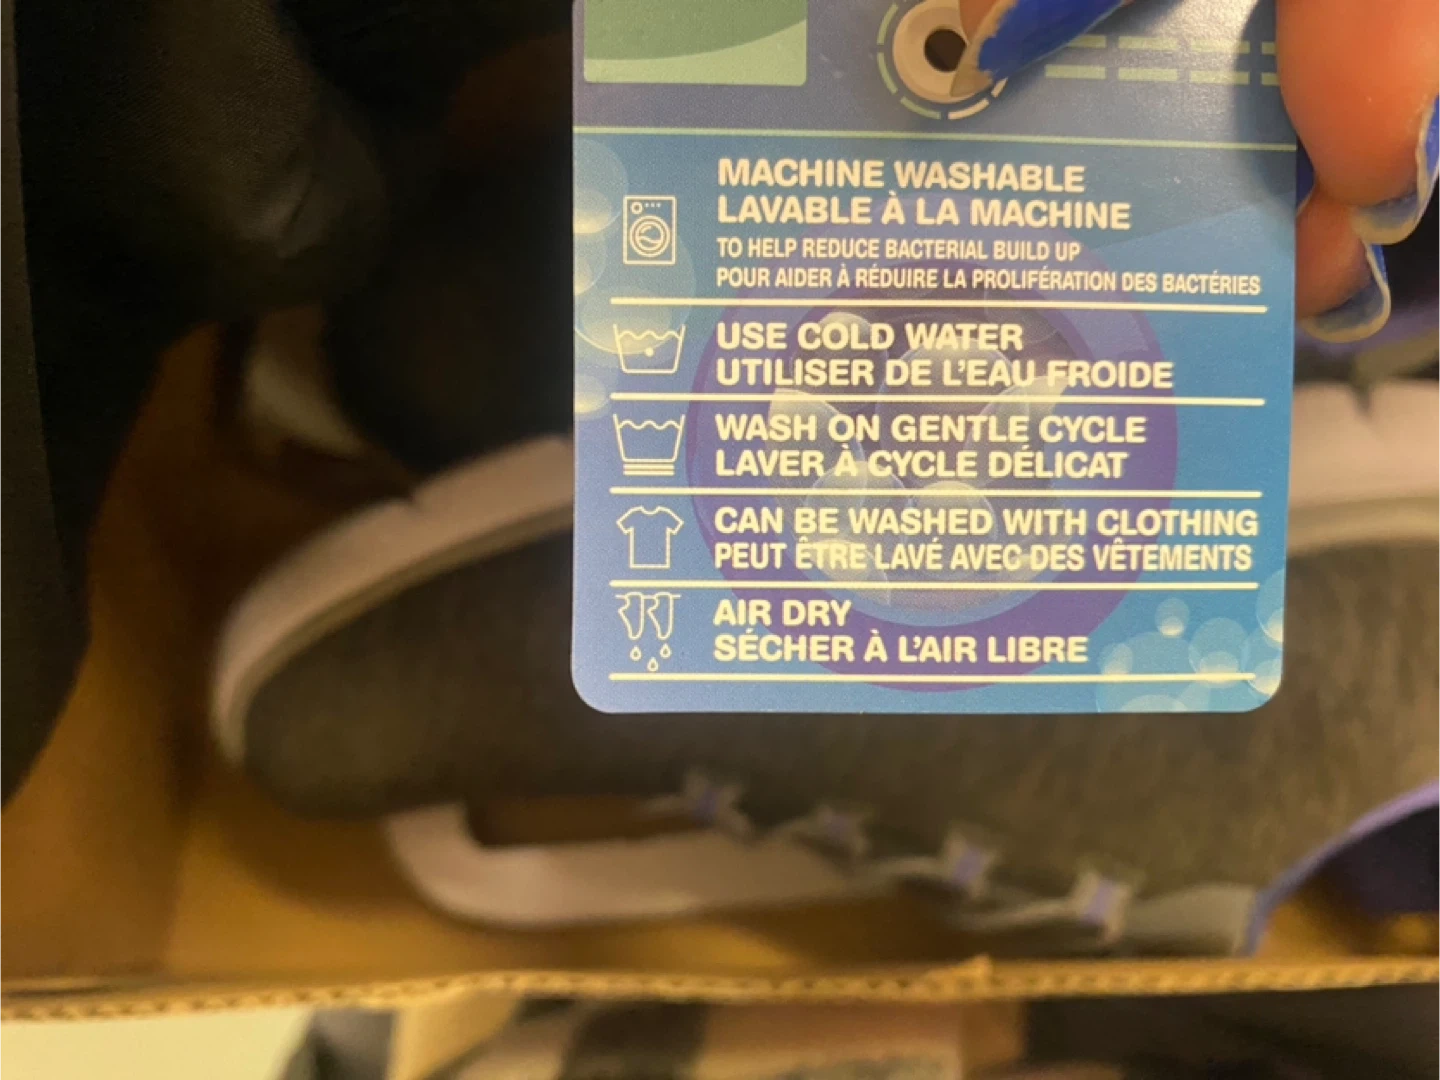 MACHINE WASHABLE
LAVABLE À LA MACHINE
TO HELP REDUCE BACTERIAL BUILD UP
POUR AIDER À RÉDUIRE LA PROLIFÉRATION DES BACTÉRIES
USE COLD WATER
UTILISER DE L'EAU FROIDE
WASH ON GENTLE CYCLE
LAVER À CYCLE DÉLICAT
CAN BE WASHED WITH CLOTHING
PEUT ÊTRE LAVÉ AVEC DES VÊTEMENTS
AIR DRY
SÉCHER À L'AIR LIBRE